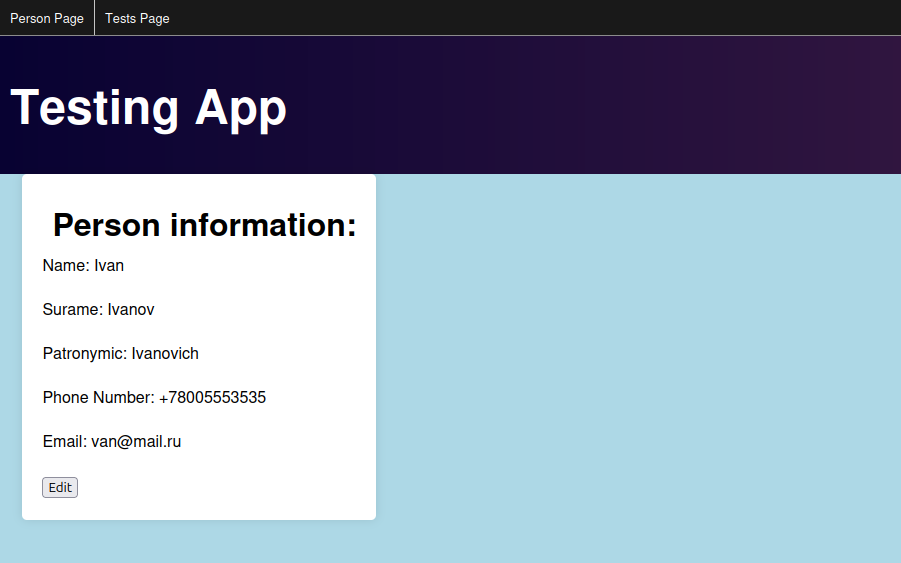 Person Page
Tests Page
Testing App
Person information:
Name: Ivan
Surame: Ivanov
Patronymic: Ivanovich
Phone Number: +78005553535
Email: van@mail.ru
Edit